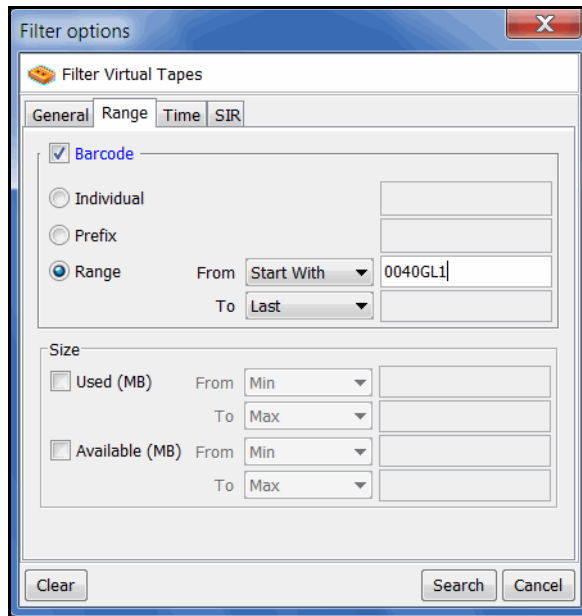 Filter options
Filter Virtual Tapes
General Range Time SIR
Barcode
Individual
Prefix
Range From Start With 0040GL1
To Last
Size
Used (MB) From Min
To Max
Available (MB) From Min
To Max
Clear Search Cancel